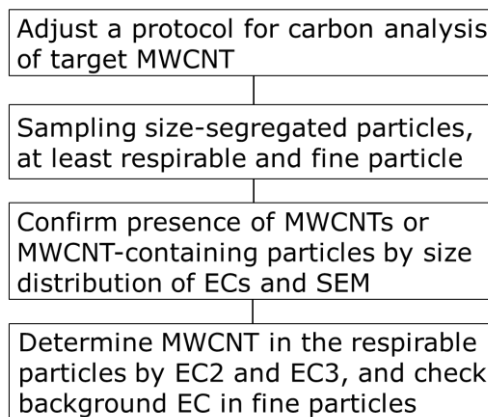 Adjust a protocol for carbon analysis
of target MWCNT
Sampling size-segregated particles,
at least respirable and fine particle
Confirm presence of MWCNTs or
MWCNT-containing particles by size
distribution of ECs and SEM
Determine MWCNT in the respirable
particles by EC2 and EC3, and check
background EC in fine particles